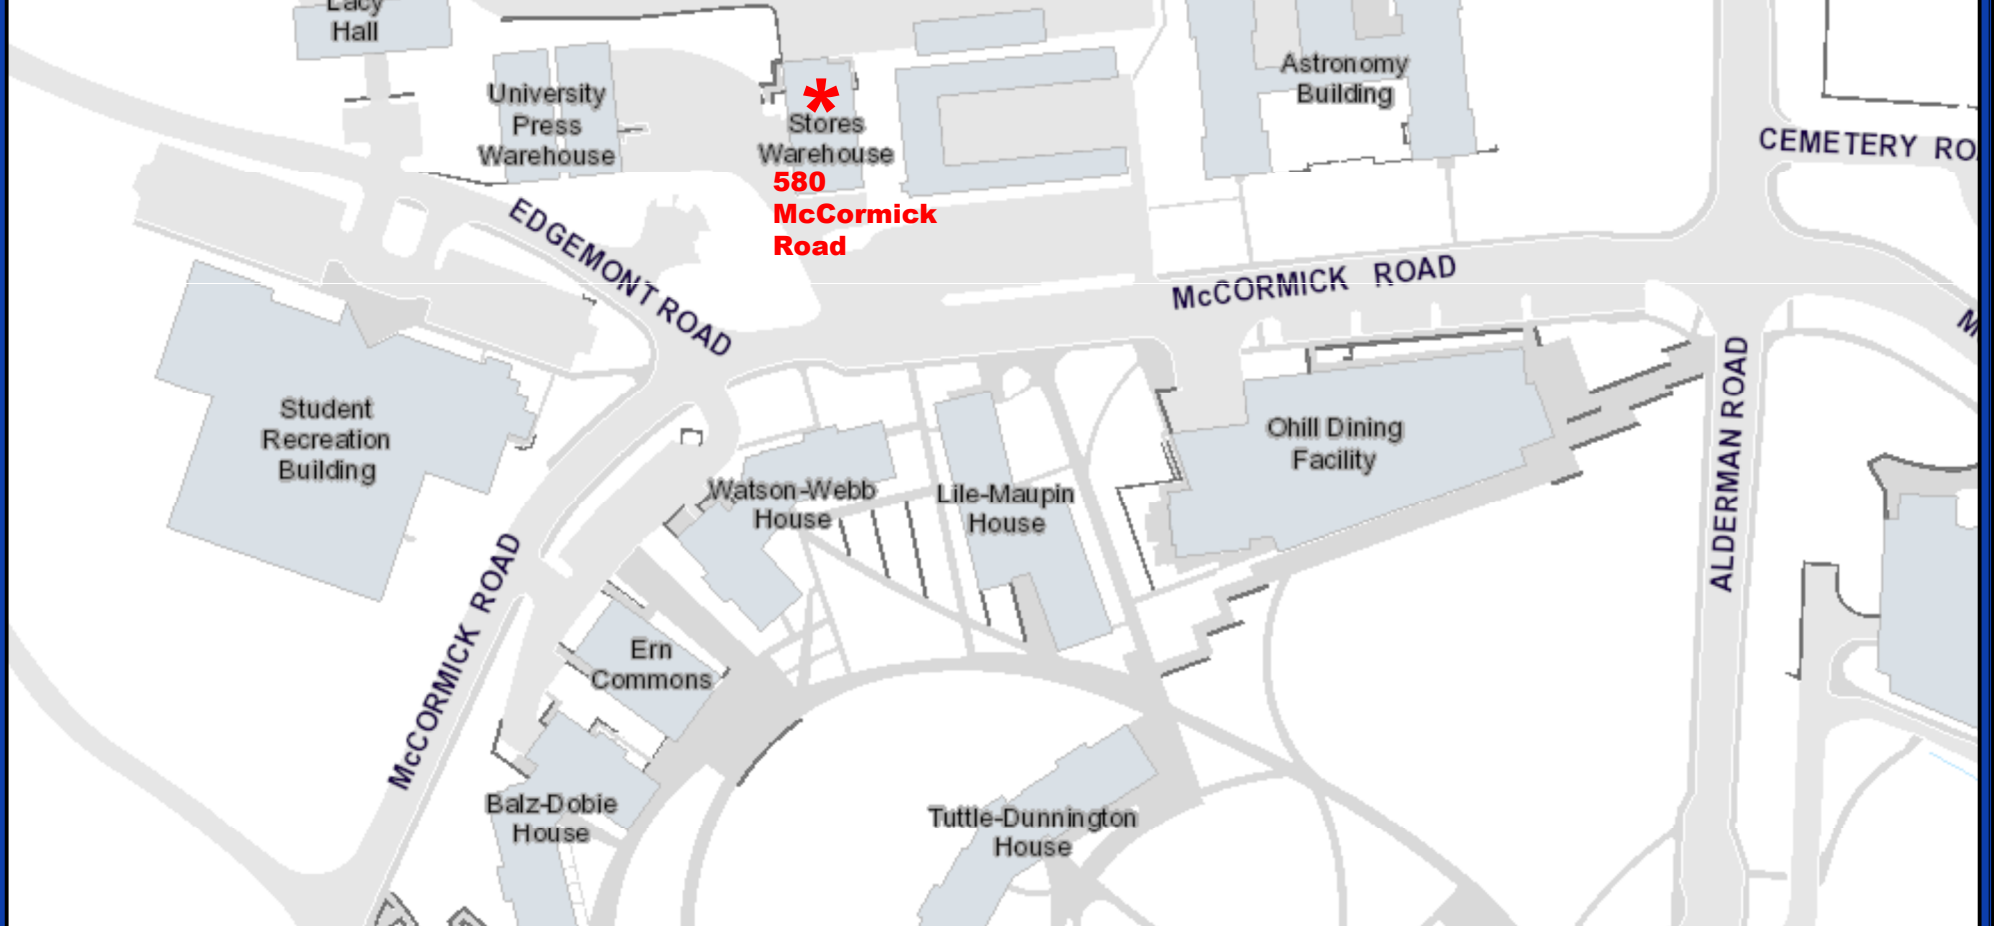 Lacy
Hall
University
Press
Warehouse
*
Stores
Warehouse
580
McCormick
Road
Astronomy
Building
CEMETERY RO
EDGEMONT ROAD
McCORMICK ROAD
M
Student
Recreation
Building
Ohill Dining
Facility
ALDERMAN ROAD
Watson-Webb
House
Lile-Maupin
House
McCORMICK ROAD
Ern
Commons
Balz-Dobie
House
Tuttle-Dunnington
House